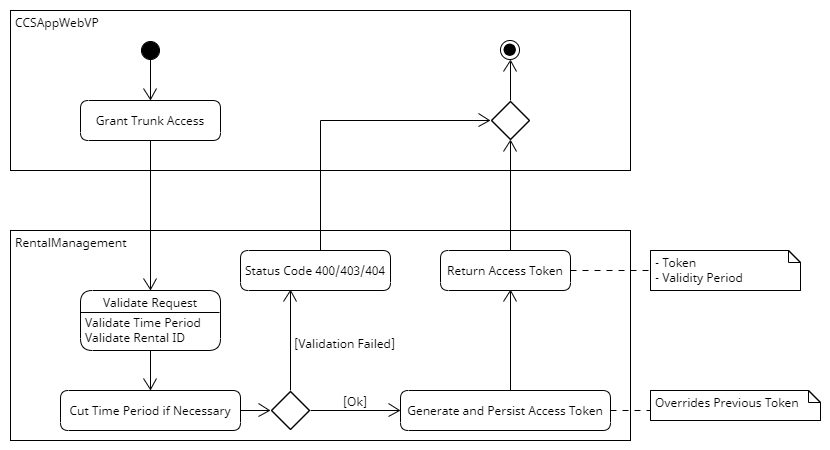 CCSAppWebVP
Grant Trunk Access
RentalManagement
Status Code 400/403/404
Return Access Token
- Token
- Validity Period
Validate Request
Validate Time Period
Validate Rental ID
[Validation Failed]
Cut Time Period if Necessary
[Ok]
Generate and Persist Access Token
Overrides Previous Token